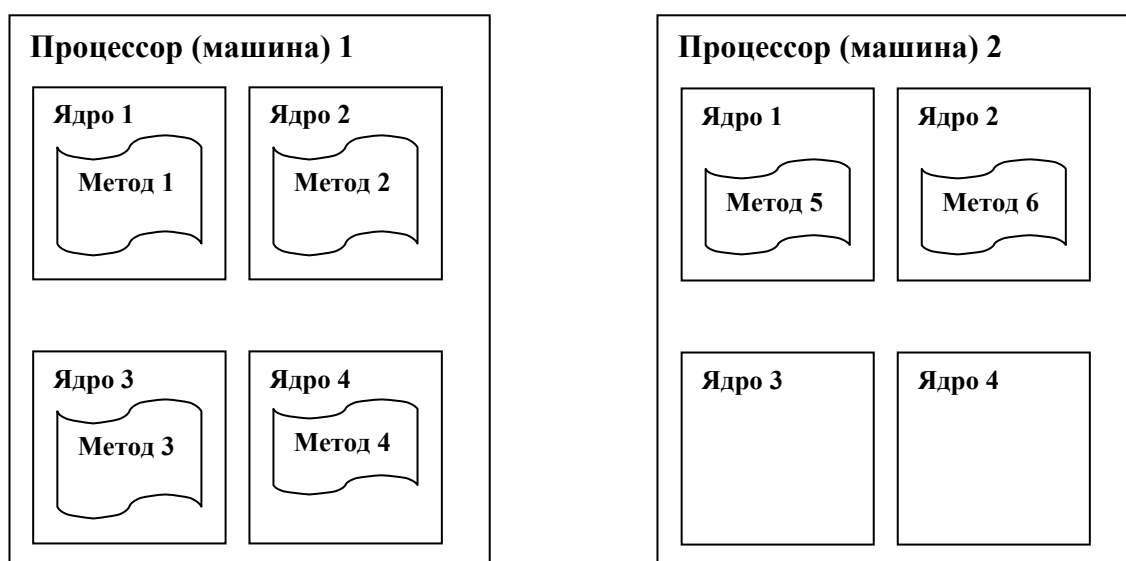 Процессор (машина) 1
Ядро 1
Метод 1
Ядро 2
Метод 2
Ядро 3
Метод 3
Ядро 4
Метод 4
Процессор (машина) 2
Ядро 1
Метод 5
Ядро 2
Метод 6
Ядро 3
Ядро 4